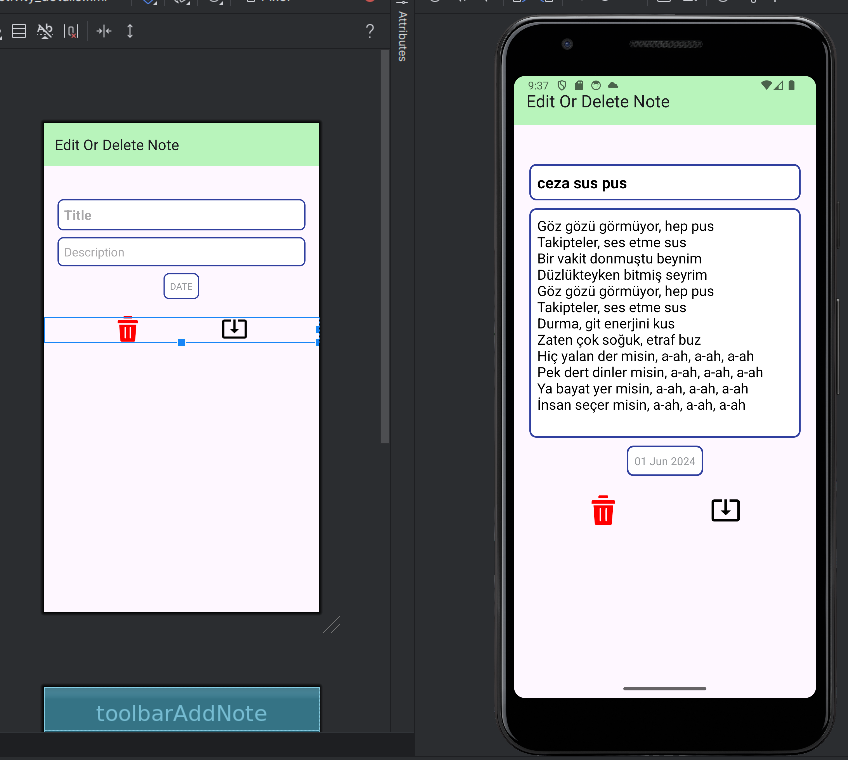 Attributes
?
Edit Or Delete Note
Title
Description
DATE
toolbarAddNote
9:37
Edit Or Delete Note
ceza sus pus
Göz gözü görmüyor, hep pus
Takipteler, ses etme sus
Bir vakit donmuştu beynim
Düzlükteyken bitmiş seyrim
Göz gözü görmüyor, hep pus
Takipteler, ses etme sus
Durma, git enerjini kus
Zaten çok soğuk, etraf buz
Hiç yalan der misin, a-ah, a-ah, a-ah
Pek dert dinler misin, a-ah, a-ah, a-ah
Ya bayat yer misin, a-ah, a-ah, a-ah
İnsan seçer misin, a-ah, a-ah, a-ah
01 Jun 2024